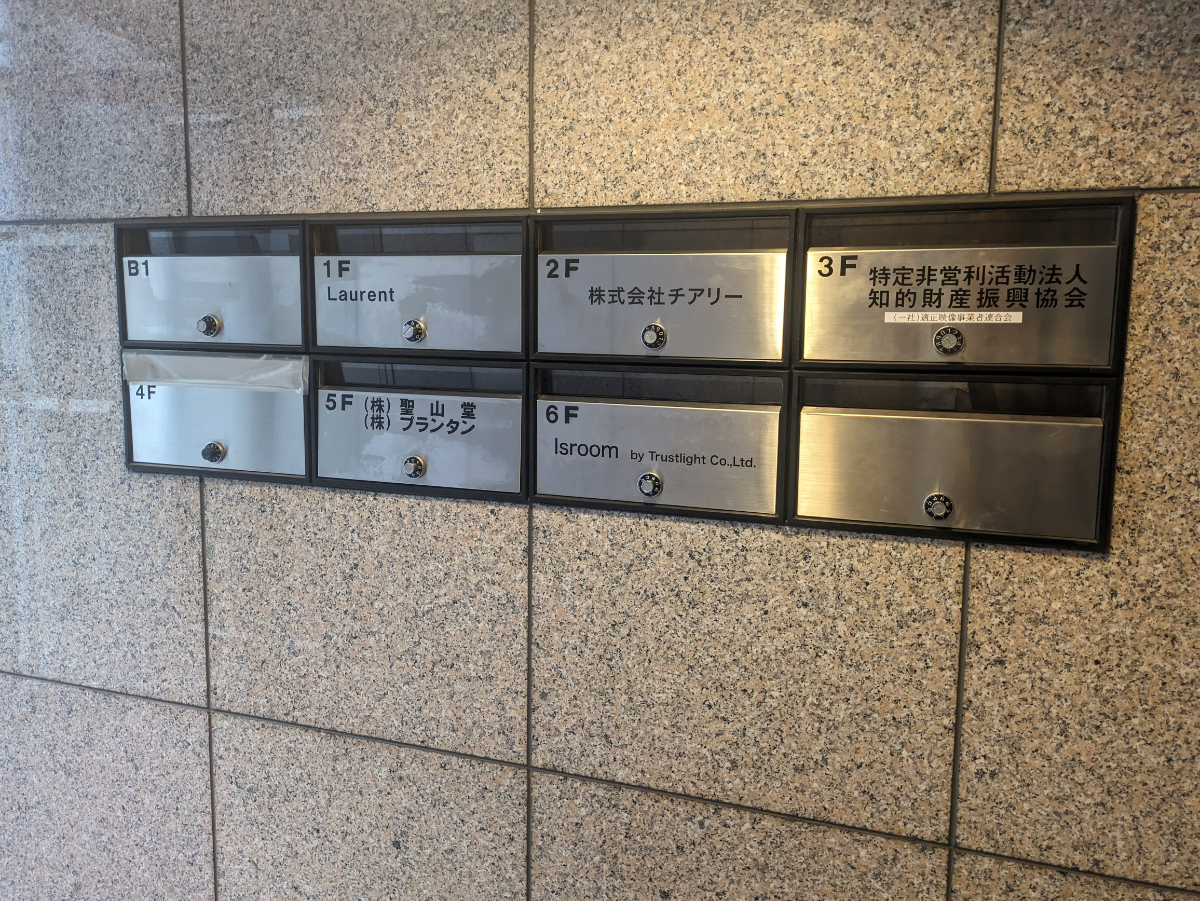 B1
1F
Laurent
2F
株式会社チアリー
3F
特定非営利活動法人
知的財産振興協会
(一社)適正映像事業者連合会
4F
5F
(株) 聖山堂
(株) プランタン
6F
Isroom by Trustlight Co.,Ltd.